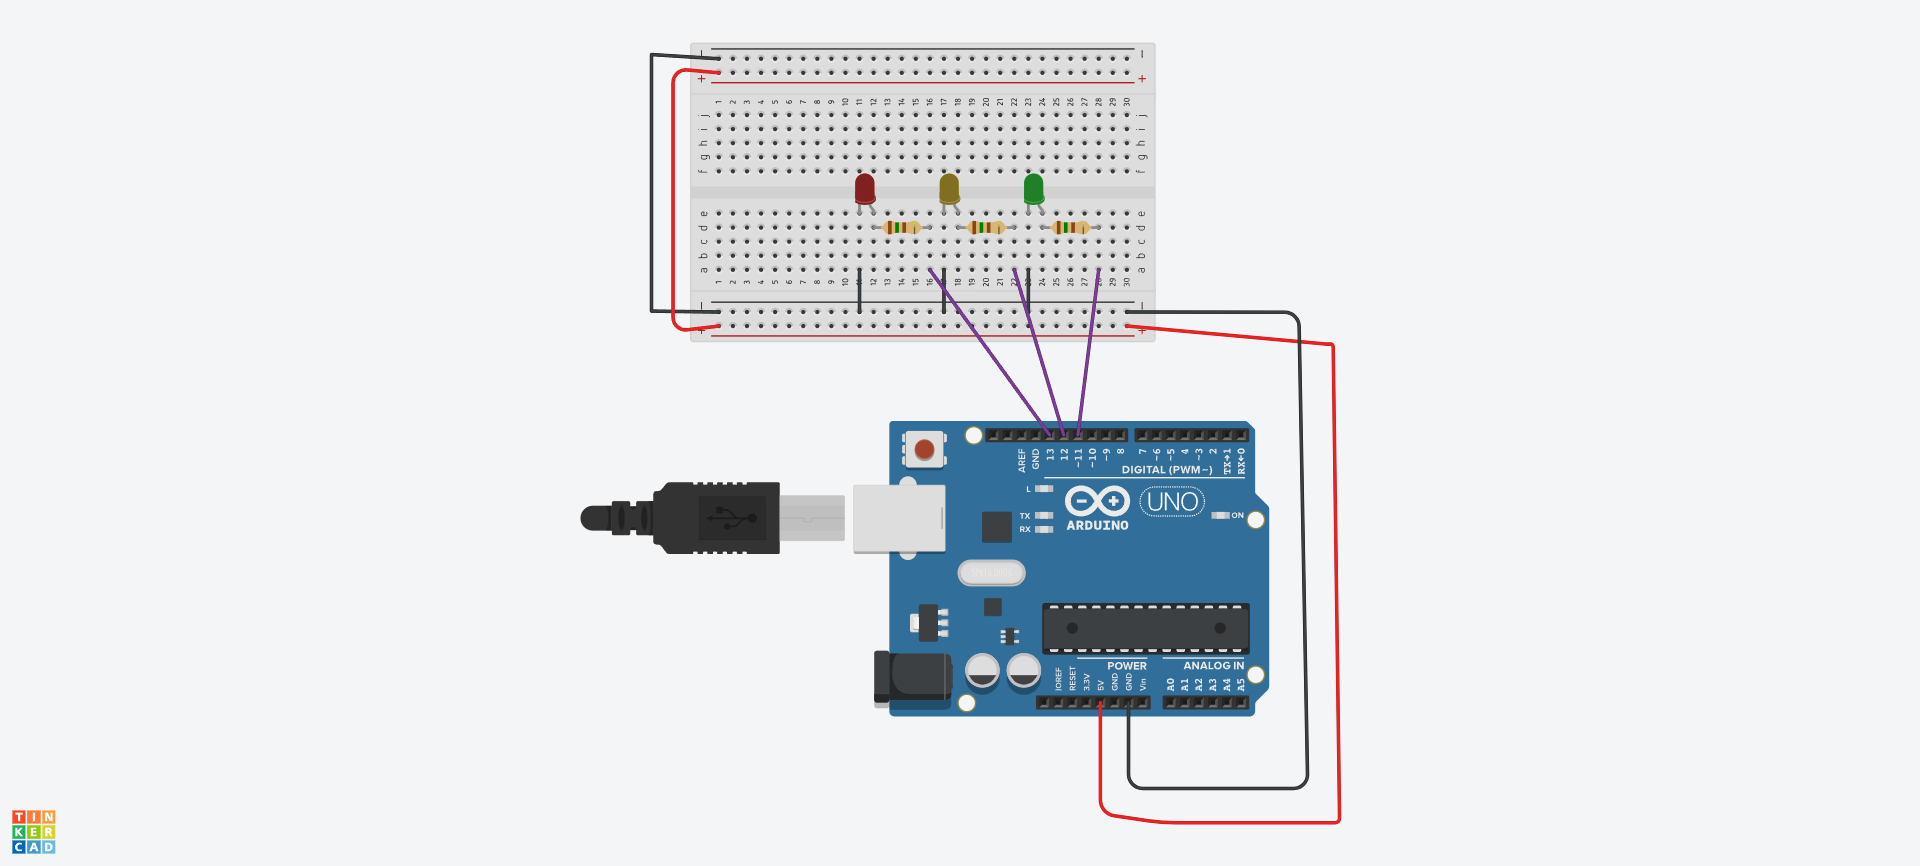 − −
+ +
1 2 3 4 5 6 7 8 9 10 11 12 13 14 15 16 17 18 19 20 21 22 23 24 25 26 27 28 29 30
j j
i i
h h
g g
f f
e e
d d
c c
b b
a a
1 2 3 4 5 6 7 8 9 10 12 13 14 15 16 18 19 20 21 22 24 25 26 27 28 29 30
− −
+ +
AREF GND 13 12 ~11 ~10 ~9 8 7 ~6 ~5 4 ~3 2 TX→1 RX←0
DIGITAL (PWM~)
L
TX
RX
UNO
ON
ARDUINO
POWER ANALOG IN
IOREF RESET 3.3V 5V GND GND Vin A0 A1 A2 A3 A4 A5
TIN
KER
CAD